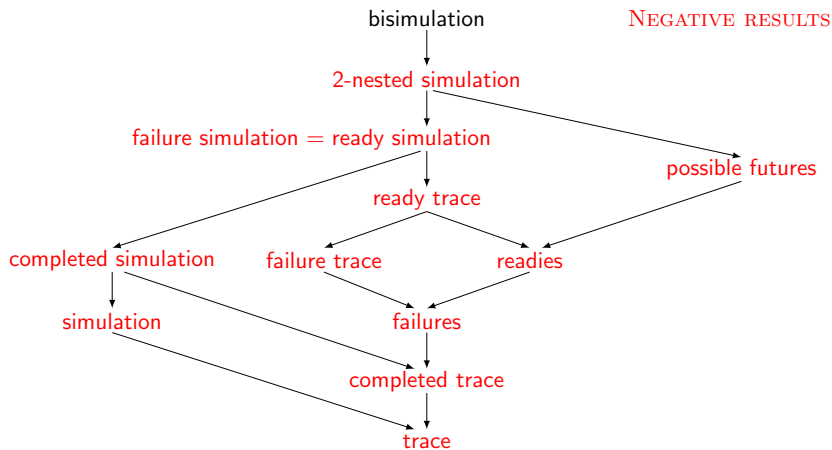 bisimulation
NEGATIVE RESULTS
2-nested simulation
failure simulation = ready simulation
possible futures
ready trace
completed simulation
failure trace
readies
simulation
failures
completed trace
trace